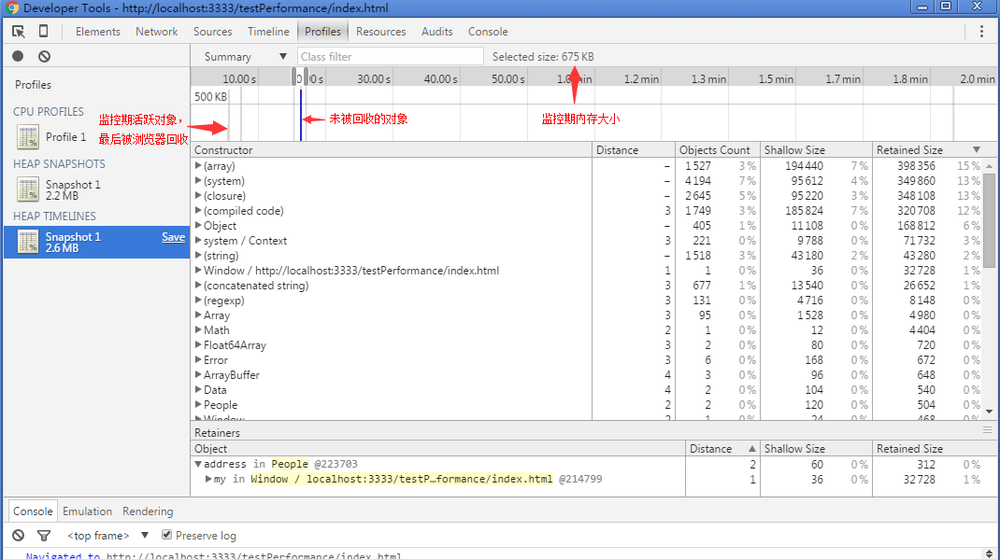 Developer Tools - http://localhost:3333/testPerformance/index.html
Elements Network Sources Timeline Profiles Resources Audits Console
Summary ▼ Class filter Selected size: 675 KB
Profiles
CPU PROFILES
Profile 1
HEAP SNAPSHOTS
Snapshot 1
2.2 MB
HEAP TIMELINES
Snapshot 1 Save
2.6 MB
10.00 s 30.00 s 40.00 s 50.00 s 1.2 min 1.3 min 1.5 min 1.7 min 1.8 min 2.0 min
500 KB
监控期活跃对象，
最后被浏览器回收
未被回收的对象
监控期内存大小
Constructor Distance Objects Count Shallow Size Retained Size ▼
(array) – 1 527 3 % 194 440 7 % 398 356 15 %
(system) – 4 194 7 % 95 612 4 % 349 860 13 %
(closure) – 2 645 5 % 95 220 3 % 348 108 13 %
(compiled code) 3 1 749 3 % 185 824 7 % 320 708 12 %
Object – 405 1 % 11 108 0 % 168 812 6 %
system / Context 3 221 0 % 9 788 0 % 71 732 3 %
(string) – 1 518 3 % 43 180 2 % 43 280 2 %
Window / http://localhost:3333/testPerformance/index.html 1 1 0 % 36 0 % 32 728 1 %
(concatenated string) 3 677 1 % 13 540 0 % 26 652 1 %
(regexp) 3 131 0 % 4 716 0 % 8 148 0 %
Array 3 95 0 % 1 528 0 % 4 980 0 %
Math 2 1 0 % 12 0 % 4 404 0 %
Float64Array 3 2 0 % 80 0 % 720 0 %
Error 3 6 0 % 168 0 % 672 0 %
ArrayBuffer 4 3 0 % 96 0 % 648 0 %
Data 4 2 0 % 104 0 % 540 0 %
People 2 2 0 % 120 0 % 504 0 %
Window 2 1 0 % 24 0 % 468 0 %
Retainers
Object Distance ▲ Shallow Size Retained Size
address in People @223703 2 60 0 % 312 0 %
my in Window / localhost:3333/testP…formance/index.html @214799 1 36 0 % 32 728 1 %
Console Emulation Rendering
<top frame> ▼ Preserve log
Navigated to http://localhost:3333/testPerformance/index.html